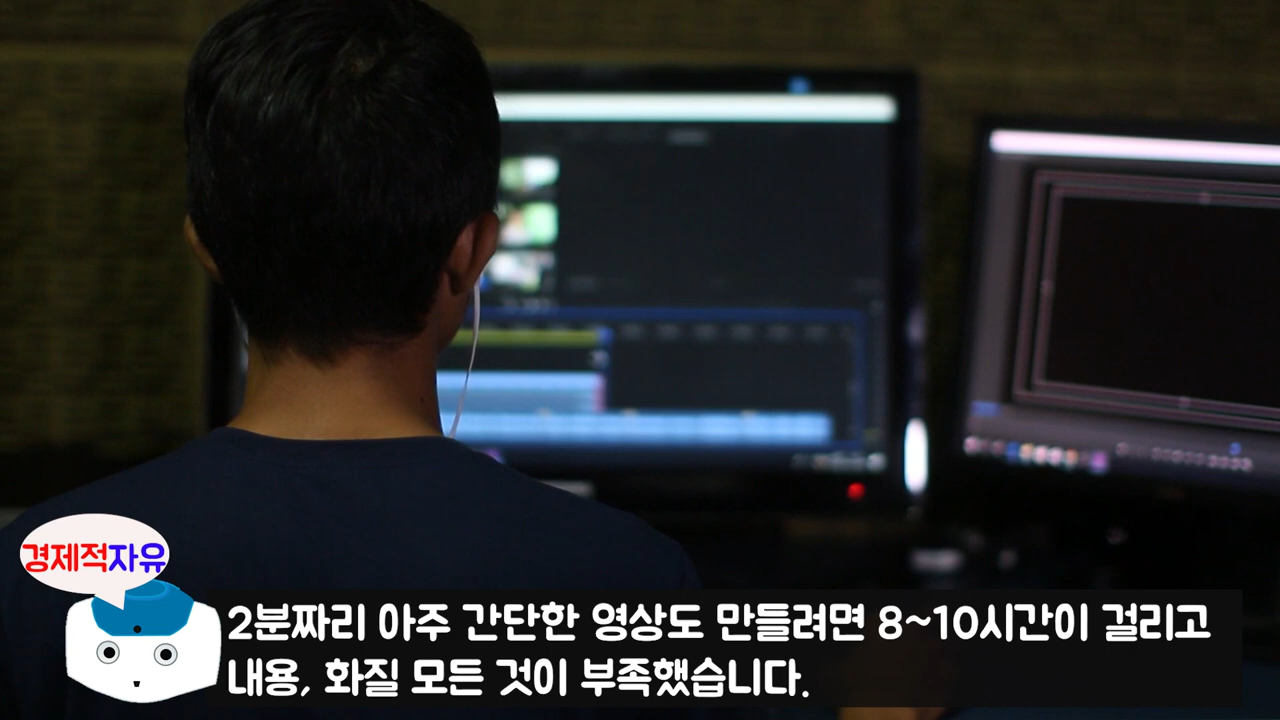 경제적자유
2분짜리 아주 간단한 영상도 만들려면 8~10시간이 걸리고
내용, 화질 모든 것이 부족했습니다.